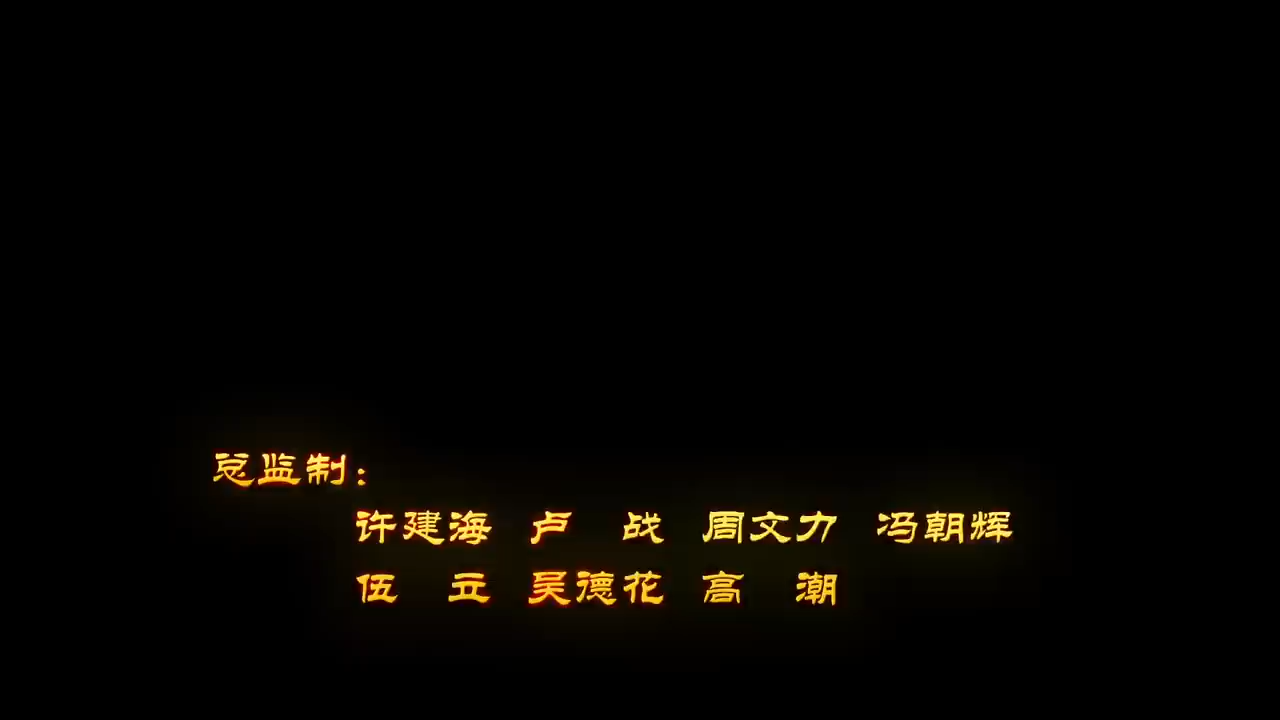 总监制：
许建海 卢 战 周文力 冯朝辉
伍 立 吴德花 高 潮